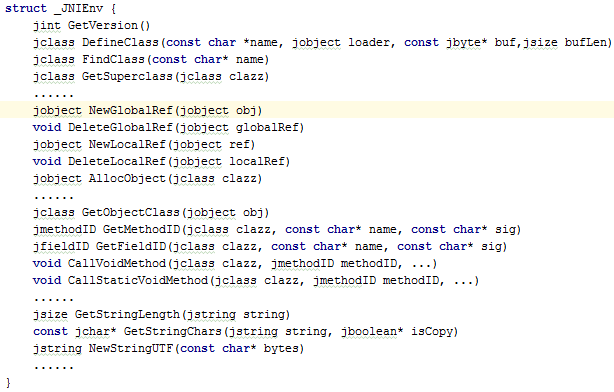 struct _JNIEnv {
jint GetVersion()
jclass DefineClass(const char *name, jobject loader, const jbyte* buf,jsize bufLen)
jclass FindClass(const char* name)
jclass GetSuperclass(jclass clazz)
......
jobject NewGlobalRef(jobject obj)
void DeleteGlobalRef(jobject globalRef)
jobject NewLocalRef(jobject ref)
void DeleteLocalRef(jobject localRef)
jobject AllocObject(jclass clazz)
......
jclass GetObjectClass(jobject obj)
jmethodID GetMethodID(jclass clazz, const char* name, const char* sig)
jfieldID GetFieldID(jclass clazz, const char* name, const char* sig)
void CallVoidMethod(jclass clazz, jmethodID methodID, ...)
void CallStaticVoidMethod(jclass clazz, jmethodID methodID, ...)
......
jsize GetStringLength(jstring string)
const jchar* GetStringChars(jstring string, jboolean* isCopy)
jstring NewStringUTF(const char* bytes)
......
}